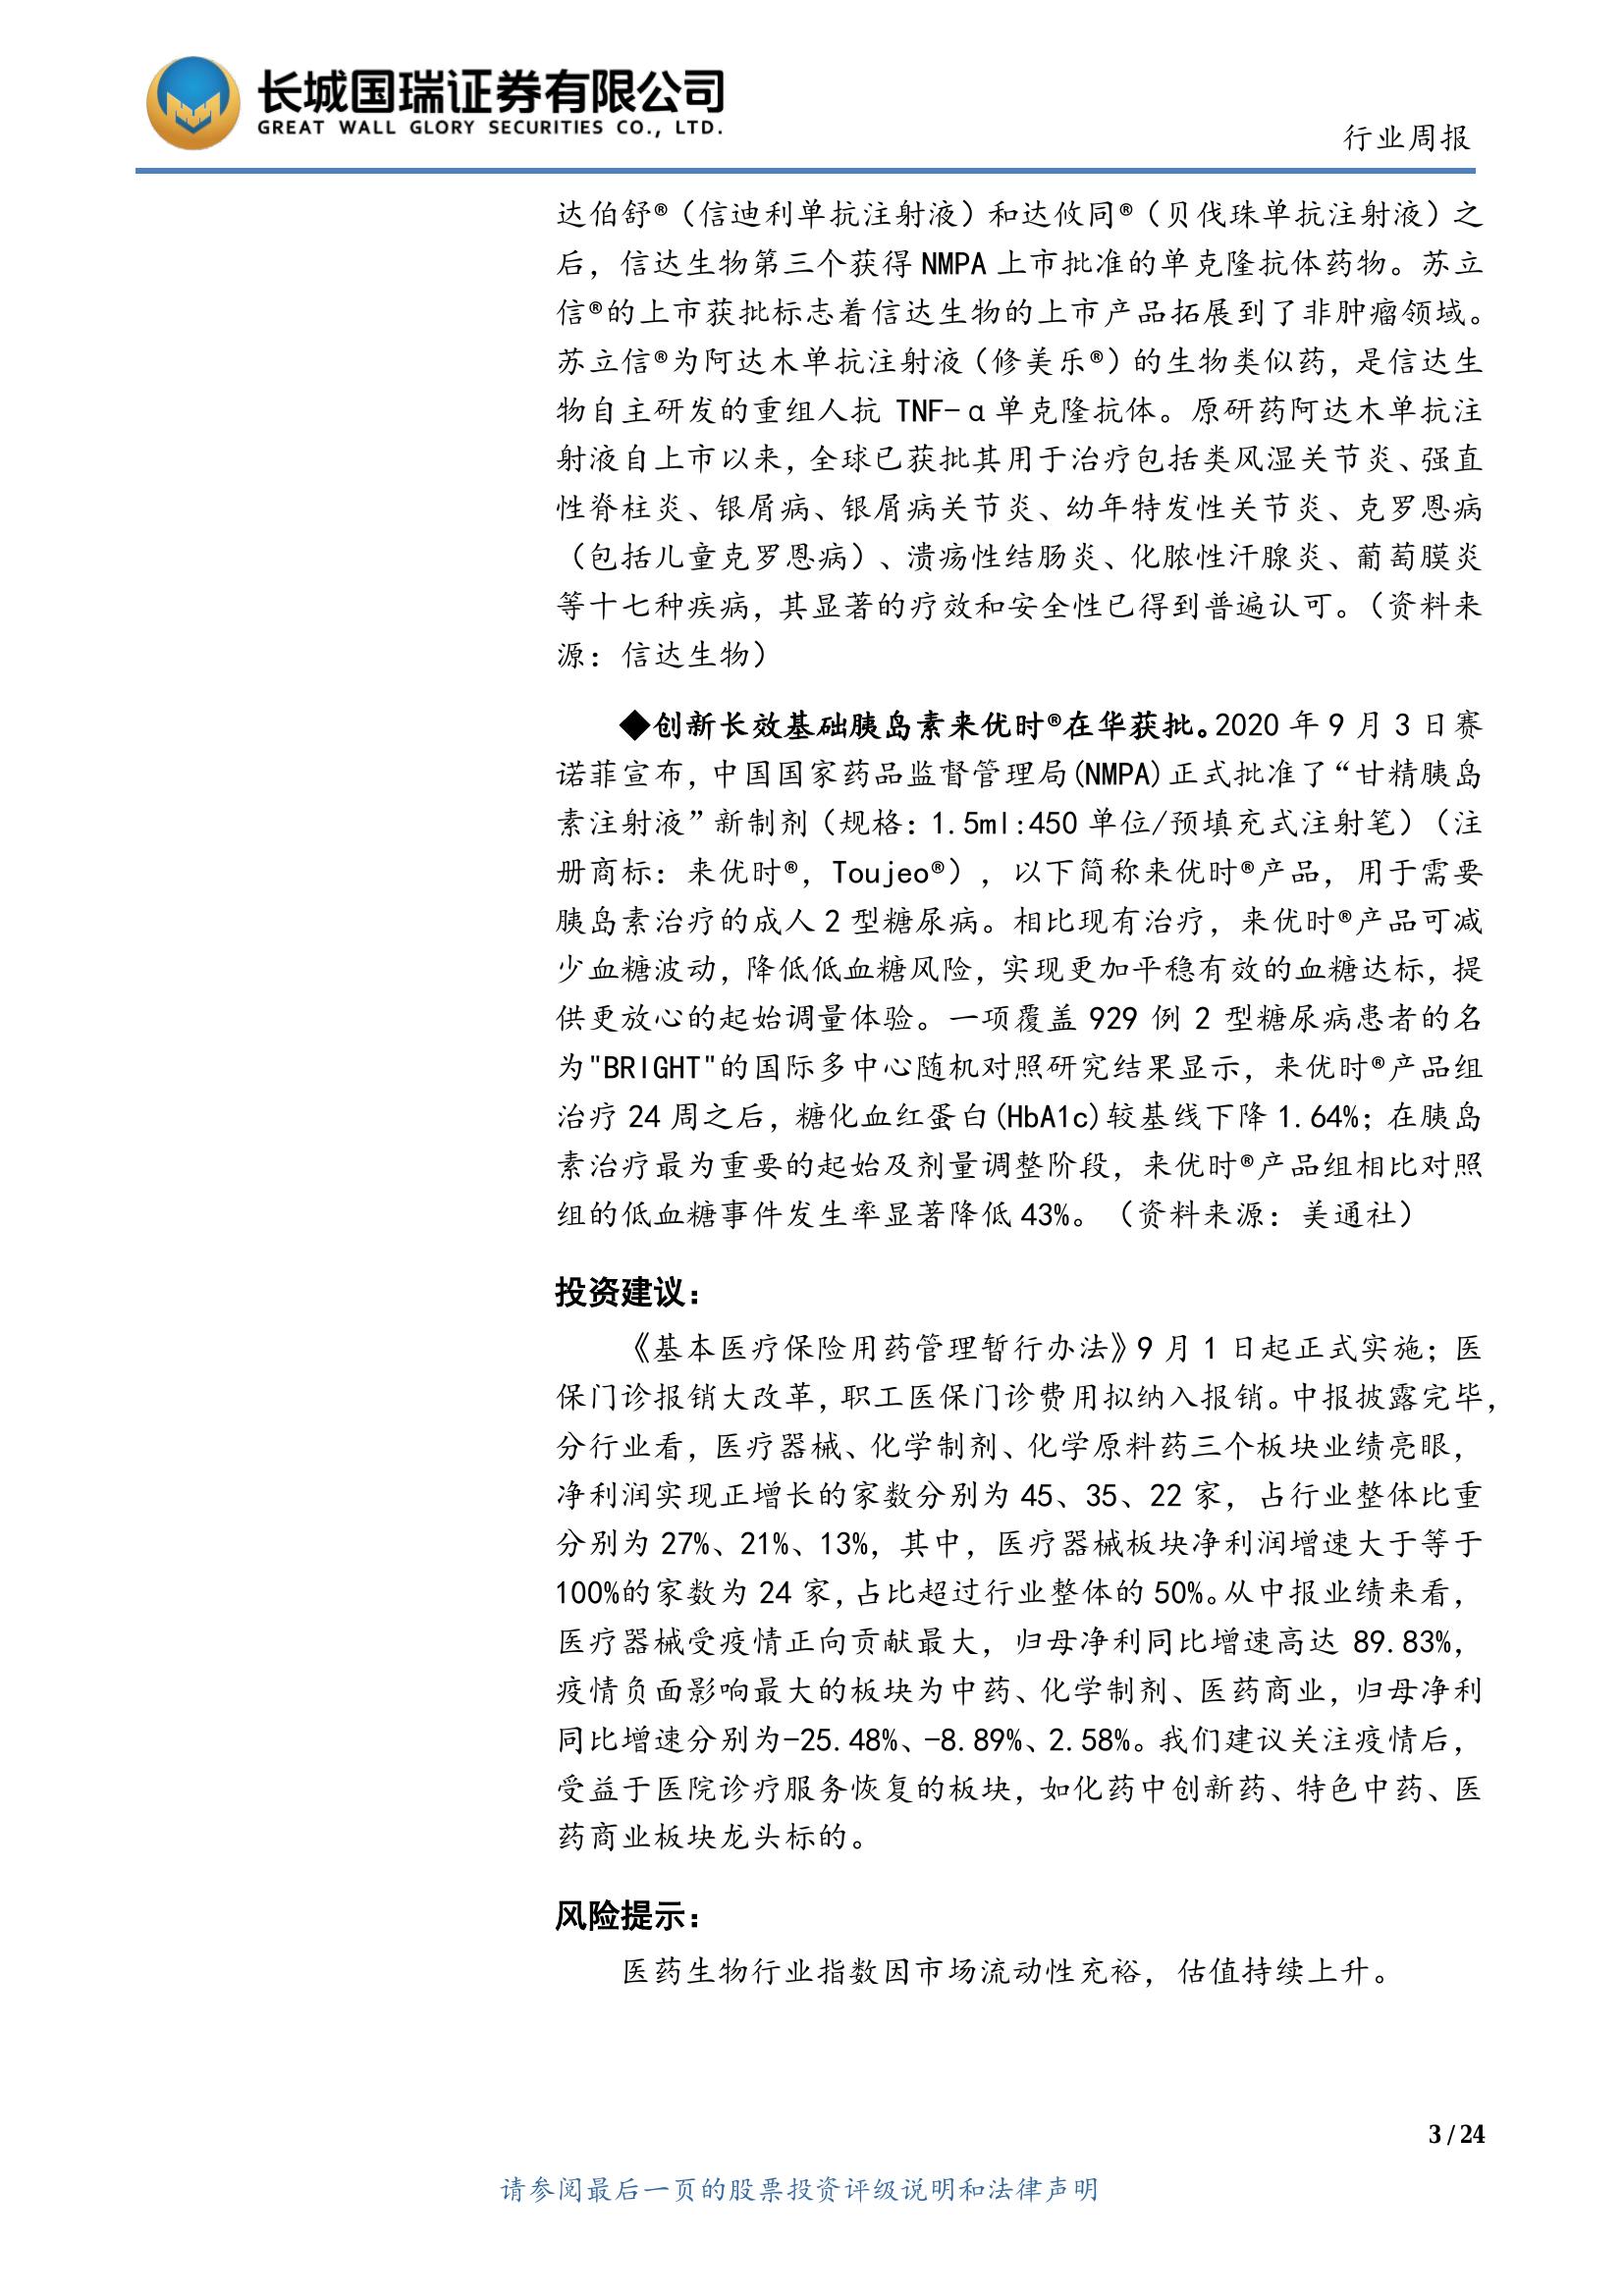 长城国瑞证券有限公司
GREAT WALL GLORY SECURITIES CO., LTD.
行业周报
达伯舒®（信迪利单抗注射液）和达攸同®（贝伐珠单抗注射液）之
后，信达生物第三个获得 NMPA 上市批准的单克隆抗体药物。苏立
信®的上市获批标志着信达生物的上市产品拓展到了非肿瘤领域。
苏立信®为阿达木单抗注射液（修美乐®）的生物类似药，是信达生
物自主研发的重组人抗 TNF-α单克隆抗体。原研药阿达木单抗注
射液自上市以来，全球已获批其用于治疗包括类风湿关节炎、强直
性脊柱炎、银屑病、银屑病关节炎、幼年特发性关节炎、克罗恩病
（包括儿童克罗恩病）、溃疡性结肠炎、化脓性汗腺炎、葡萄膜炎
等十七种疾病，其显著的疗效和安全性已得到普遍认可。（资料来
源：信达生物）
◆创新长效基础胰岛素来优时®在华获批。2020 年 9 月 3 日赛
诺菲宣布，中国国家药品监督管理局(NMPA)正式批准了“甘精胰岛
素注射液”新制剂（规格：1.5ml:450 单位/预填充式注射笔）（注
册商标：来优时®，Toujeo®），以下简称来优时®产品，用于需要
胰岛素治疗的成人 2 型糖尿病。相比现有治疗，来优时®产品可减
少血糖波动，降低低血糖风险，实现更加平稳有效的血糖达标，提
供更放心的起始调量体验。一项覆盖 929 例 2 型糖尿病患者的名
为"BRIGHT"的国际多中心随机对照研究结果显示，来优时®产品组
治疗 24 周之后，糖化血红蛋白(HbA1c)较基线下降 1.64%；在胰岛
素治疗最为重要的起始及剂量调整阶段，来优时®产品组相比对照
组的低血糖事件发生率显著降低 43%。（资料来源：美通社）
投资建议：
《基本医疗保险用药管理暂行办法》9 月 1 日起正式实施；医
保门诊报销大改革，职工医保门诊费用拟纳入报销。中报披露完毕，
分行业看，医疗器械、化学制剂、化学原料药三个板块业绩亮眼，
净利润实现正增长的家数分别为 45、35、22 家，占行业整体比重
分别为 27%、21%、13%，其中，医疗器械板块净利润增速大于等于
100%的家数为 24 家，占比超过行业整体的 50%。从中报业绩来看，
医疗器械受疫情正向贡献最大，归母净利同比增速高达 89.83%，
疫情负面影响最大的板块为中药、化学制剂、医药商业，归母净利
同比增速分别为-25.48%、-8.89%、2.58%。我们建议关注疫情后，
受益于医院诊疗服务恢复的板块，如化药中创新药、特色中药、医
药商业板块龙头标的。
风险提示：
医药生物行业指数因市场流动性充裕，估值持续上升。
3 / 24
请参阅最后一页的股票投资评级说明和法律声明